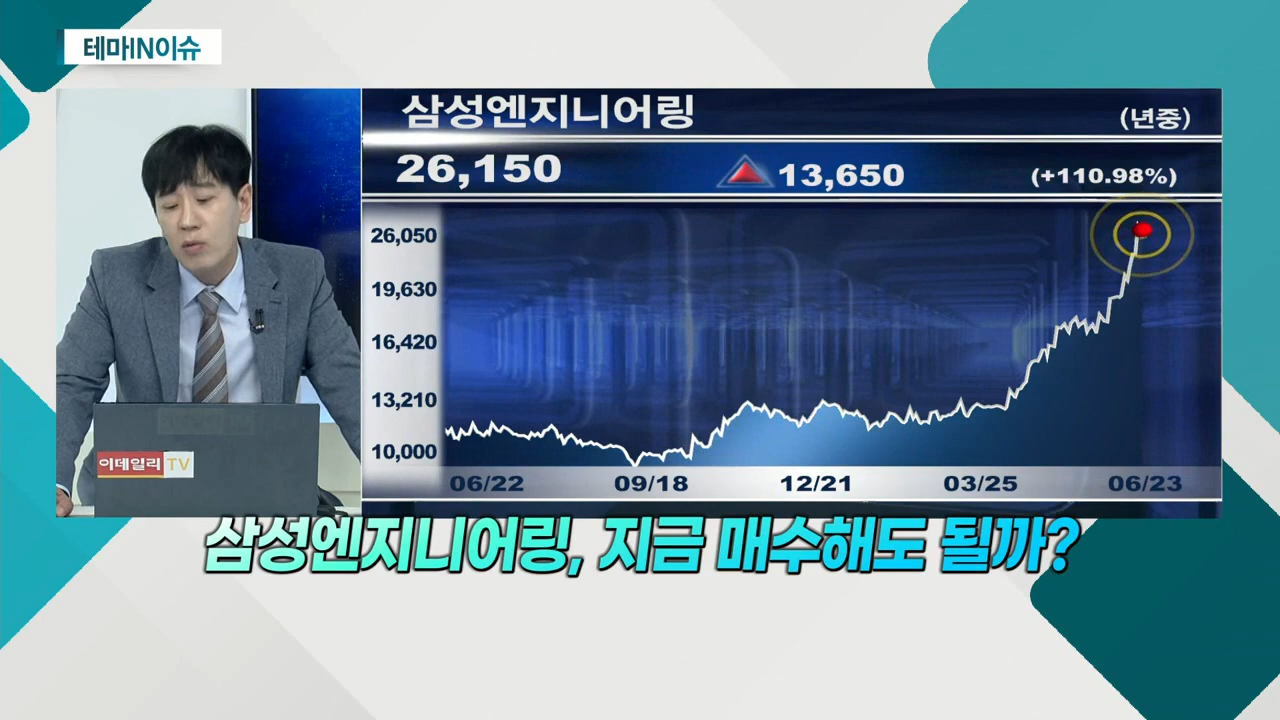 테마IN이슈
삼성엔지니어링
(년중)
26,150
13,650
(+110.98%)
26,050
19,630
16,420
13,210
10,000
06/22
09/18
12/21
03/25
06/23
이데일리 TV
삼성엔지니어링, 지금 매수해도 될까?